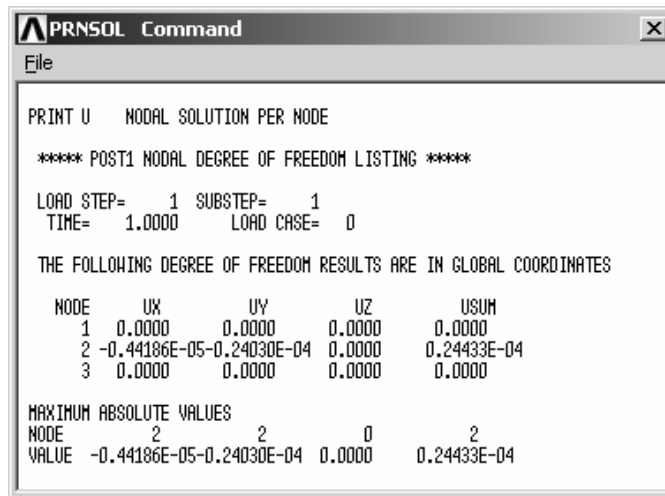 PRNSOL Command
File
PRINT U NODAL SOLUTION PER NODE
***** POST1 NODAL DEGREE OF FREEDOM LISTING *****
LOAD STEP= 1 SUBSTEP= 1
TIME= 1.0000 LOAD CASE= 0
THE FOLLOWING DEGREE OF FREEDOM RESULTS ARE IN GLOBAL COORDINATES
NODE UX UY UZ USUM
1 0.0000 0.0000 0.0000 0.0000
2 -0.44186E-05-0.24030E-04 0.0000 0.24433E-04
3 0.0000 0.0000 0.0000 0.0000
MAXIMUM ABSOLUTE VALUES
NODE 2 2 0 2
VALUE -0.44186E-05-0.24030E-04 0.0000 0.24433E-04